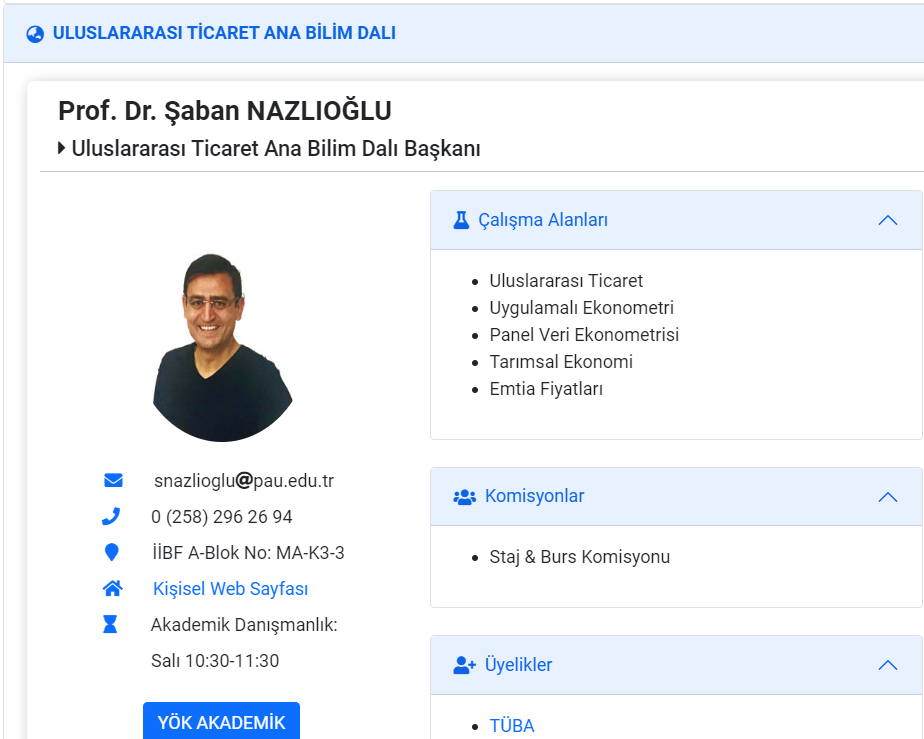 ULUSLARARASI TİCARET ANA BİLİM DALI
Prof. Dr. Şaban NAZLIOĞLU
Uluslararası Ticaret Ana Bilim Dalı Başkanı
snazlioglu@pau.edu.tr
0 (258) 296 26 94
İİBF A-Blok No: MA-K3-3
Kişisel Web Sayfası
Akademik Danışmanlık:
Salı 10:30-11:30
YÖK AKADEMİK
Çalışma Alanları
Uluslararası Ticaret
Uygulamalı Ekonometri
Panel Veri Ekonometrisi
Tarımsal Ekonomi
Emtia Fiyatları
Komisyonlar
Staj & Burs Komisyonu
Üyelikler
TÜBA